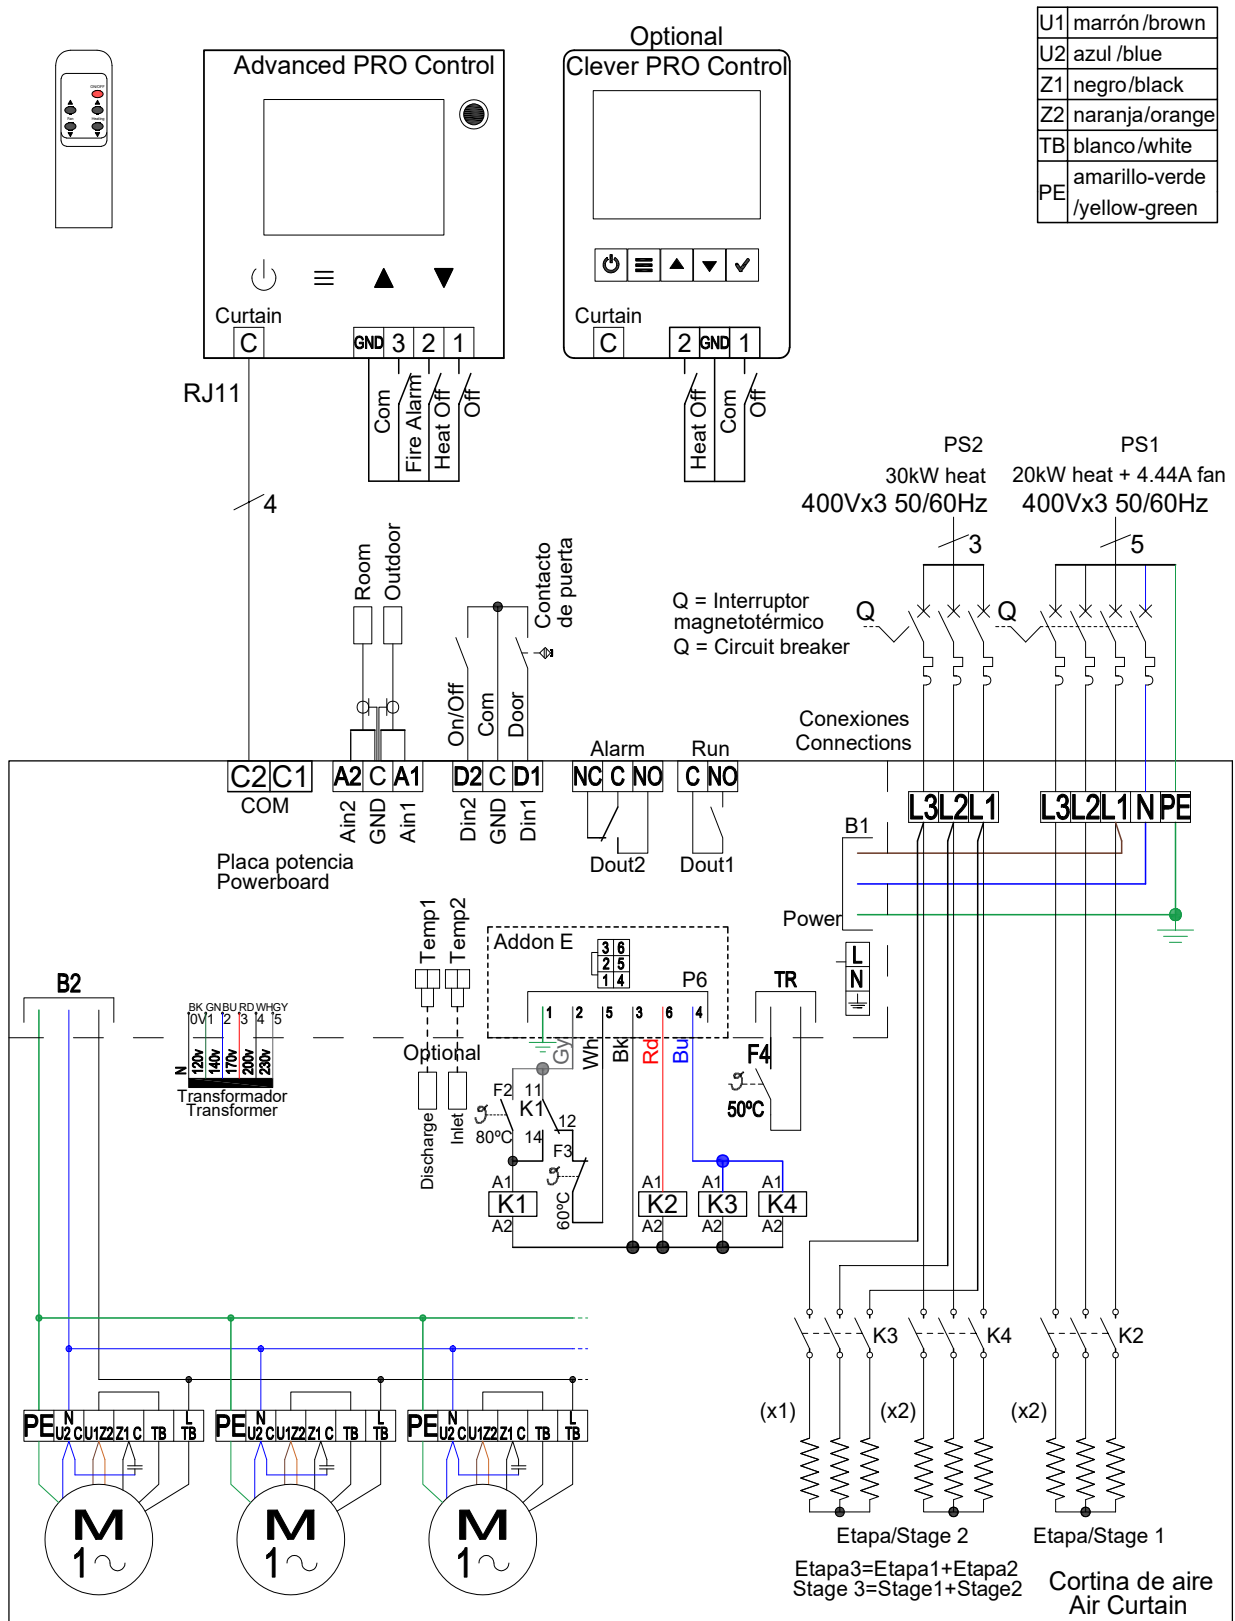 U1 marrón/brown
U2 azul/blue
Z1 negro/black
Z2 naranja/orange
TB blanco/white
PE amarillo-verde
/yellow-green
ON/OFF
Fan Heating
Advanced PRO Control
Curtain
C
GND 3 2 1
RJ11
Com
Fire Alarm
Heat Off
Off
4
Optional
Clever PRO Control
Curtain
C
2 GND 1
Heat Off
Com
Off
PS2
30kW heat
400Vx3 50/60Hz
3
PS1
20kW heat + 4.44A fan
400Vx3 50/60Hz
5
Q = Interruptor
magnetotérmico
Q = Circuit breaker
Q
Q
Room
Outdoor
Contacto
de puerta
On/Off
Com
Door
Conexiones
Connections
C2 C1
COM
A2 C A1
Ain2
GND
Ain1
D2 C D1
Din2
GND
Din1
Alarm
NC C NO
Dout2
Run
C NO
Dout1
L3 L2 L1
L3 L2 L1 N PE
B1
Power
L
N
Placa potencia
Powerboard
Temp1
Temp2
Addon E
3 6
2 5
1 4
P6
1 2 5 3 6 4
TR
B2
BK GN BU RD WH GY
0V 1 2 3 4 5
N
120v
140v
170v
200v
230v
Transformador
Transformer
Optional
Discharge
Inlet
Gy
Wh
Bk
Rd
Bu
F4
50ºC
F2
80ºC
11
K1
12
14
F3
60ºC
A1
K1
A2
A1
K2
A2
A1
K3
A2
A1
K4
A2
K3
K4
K2
(x1)
(x2)
(x2)
PE N U2 C U1 Z2 Z1 C TB L TB
PE N U2 C U1 Z2 Z1 C TB L TB
PE N U2 C U1 Z2 Z1 C TB L TB
M
1~
M
1~
M
1~
Etapa/Stage 2
Etapa/Stage 1
Etapa3=Etapa1+Etapa2
Stage 3=Stage1+Stage2
Cortina de aire
Air Curtain